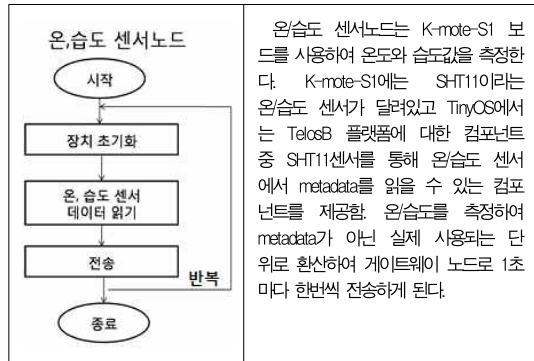 온,습도 센서노드
시작
장치 초기화
온, 습도 센서
데이터 읽기
전송
반복
종료
온/습도 센서노드는 K-mote-S1 보
드를 사용하여 온도와 습도값을 측정한
다. K-mote-S1에는 SHT11이라는
온/습도 센서가 달려있고 TinyOS에서
는 TelosB 플랫폼에 대한 컴포넌트
중 SHT11센서를 통해 온/습도 센서
에서 metadata를 읽을 수 있는 컴포
넌트를 제공함. 온/습도를 측정하여
metadata가 아닌 실제 사용되는 단
위로 환산하여 게이트웨이 노드로 1초
마다 한번씩 전송하게 된다.